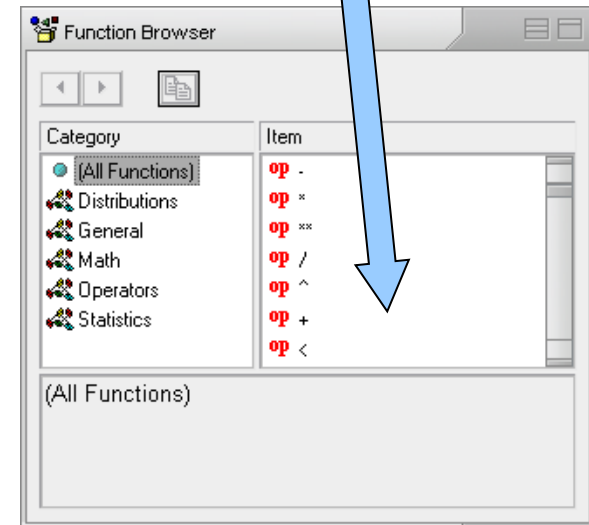 Function Browser
Category Item
(All Functions)
Distributions
General
Math
Operators
Statistics
op -
op *
op **
op /
op ^
op +
op <
(All Functions)